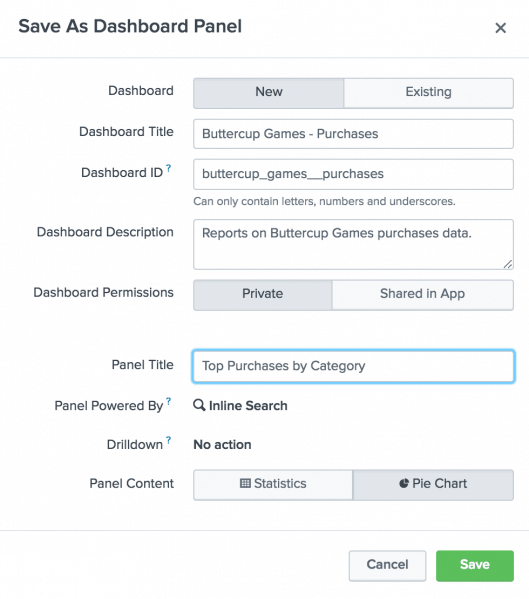 Save As Dashboard Panel ×
Dashboard New Existing
Dashboard Title Buttercup Games - Purchases
Dashboard ID ? buttercup_games__purchases
Can only contain letters, numbers and underscores.
Dashboard Description Reports on Buttercup Games purchases data.
Dashboard Permissions Private Shared in App
Panel Title Top Purchases by Category
Panel Powered By ? Inline Search
Drilldown ? No action
Panel Content Statistics Pie Chart
Cancel Save